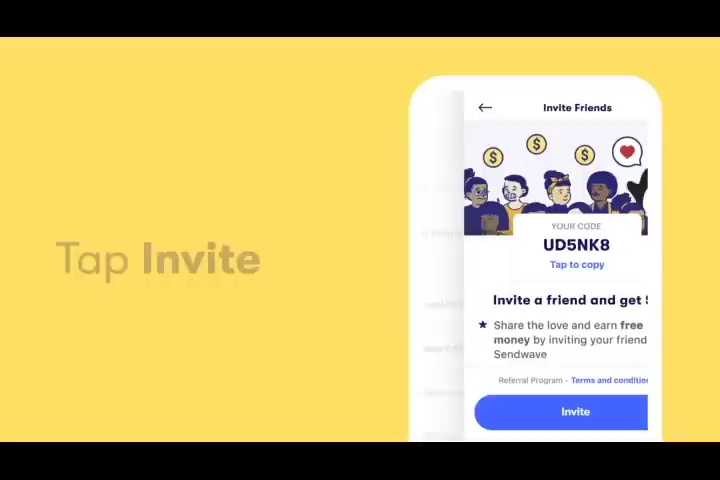 Tap Invite
Invite Friends
$ $ $
YOUR CODE
UD5NK8
Tap to copy
Invite a friend and get $
Share the love and earn free
money by inviting your friend
Sendwave
Referral Program - Terms and condition
Invite